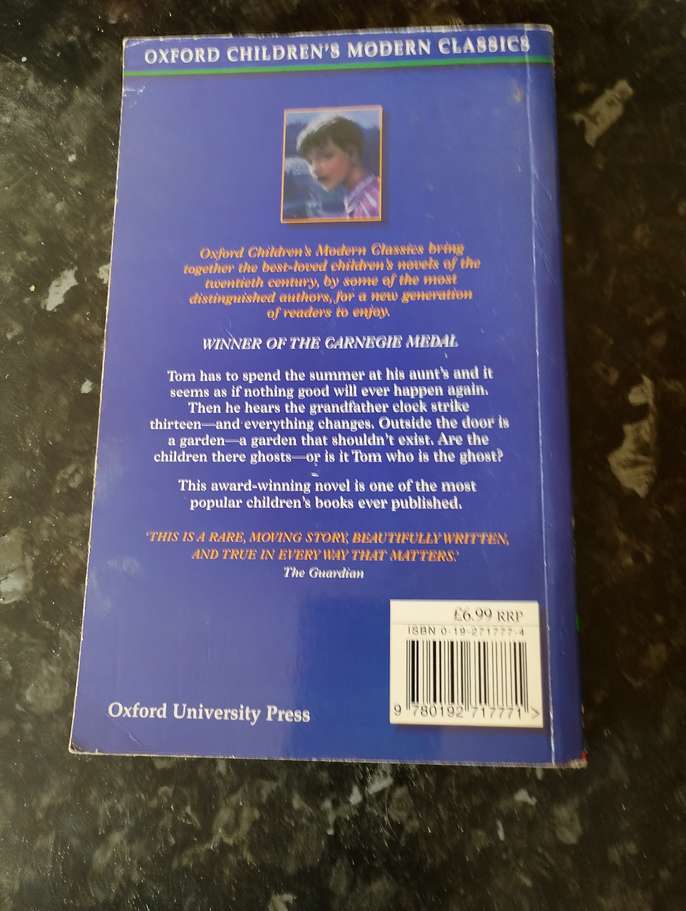 OXFORD CHILDREN'S MODERN CLASSICS
Oxford Children's Modern Classics bring
together the best-loved children's novels of the
twentieth century, by some of the most
distinguished authors, for a new generation
of readers to enjoy.
WINNER OF THE CARNEGIE MEDAL
Tom has to spend the summer at his aunt's and it
seems as if nothing good will ever happen again.
Then he hears the grandfather clock strike
thirteen—and everything changes. Outside the door is
a garden—a garden that shouldn't exist. Are the
children there ghosts—or is it Tom who is the ghost?
This award-winning novel is one of the most
popular children's books ever published.
'THIS IS A RARE, MOVING STORY, BEAUTIFULLY WRITTEN,
AND TRUE IN EVERY WAY THAT MATTERS.'
The Guardian
£6.99 RRP
ISBN 0-19-271777-4
9 780192 717771 >
Oxford University Press